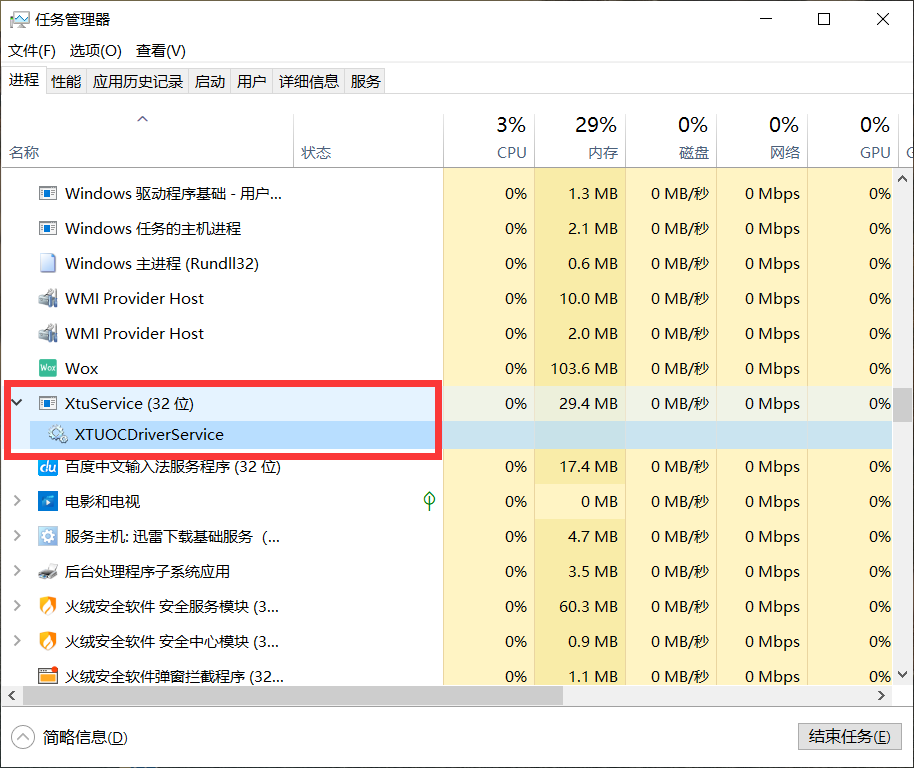 任务管理器
文件(F) 选项(O) 查看(V)
进程 性能 应用历史记录 启动 用户 详细信息 服务
3% 29% 0% 0% 0%
名称 状态 CPU 内存 磁盘 网络 GPU G
Windows 驱动程序基础 - 用户... 0% 1.3 MB 0 MB/秒 0 Mbps 0%
Windows 任务的主机进程 0% 2.1 MB 0 MB/秒 0 Mbps 0%
Windows 主进程 (Rundll32) 0% 0.6 MB 0 MB/秒 0 Mbps 0%
WMI Provider Host 0% 10.0 MB 0 MB/秒 0 Mbps 0%
WMI Provider Host 0% 2.0 MB 0 MB/秒 0 Mbps 0%
Wox Wox 0% 103.6 MB 0 MB/秒 0 Mbps 0%
XtuService (32 位) 0% 29.4 MB 0 MB/秒 0 Mbps 0%
XTUOCDriverService
du 百度中文输入法服务程序 (32 位) 0% 17.4 MB 0 MB/秒 0 Mbps 0%
电影和电视 0% 0 MB 0 MB/秒 0 Mbps 0%
服务主机: 迅雷下载基础服务 (... 0% 4.7 MB 0 MB/秒 0 Mbps 0%
后台处理程序子系统应用 0% 3.5 MB 0 MB/秒 0 Mbps 0%
火绒安全软件 安全服务模块 (3... 0% 60.3 MB 0 MB/秒 0 Mbps 0%
火绒安全软件 安全中心模块 (3... 0% 0.9 MB 0 MB/秒 0 Mbps 0%
火绒安全软件弹窗拦截程序 (32... 0% 1.1 MB 0 MB/秒 0 Mbps 0%
简略信息(D) 结束任务(E)